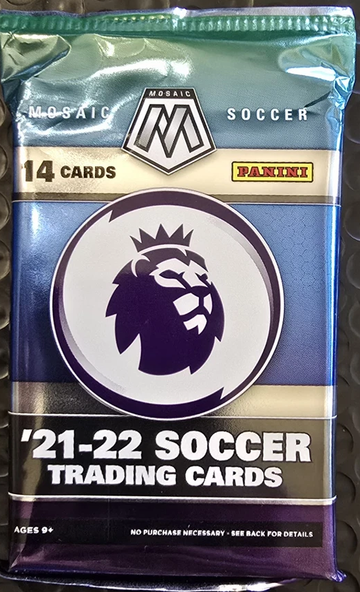 MOSAIC
MOSAIC SOCCER
14 CARDS
PANINI
'21-22 SOCCER
TRADING CARDS
AGES 9+
NO PURCHASE NECESSARY • SEE BACK FOR DETAILS